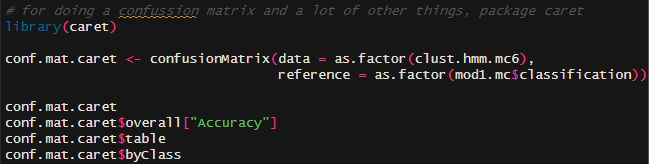 # for doing a confussion matrix and a lot of other things, package caret
library(caret)
conf.mat.caret <- confusionMatrix(data = as.factor(clust.hmm.mc6),
reference = as.factor(mod1.mc$classification))
conf.mat.caret
conf.mat.caret$overall["Accuracy"]
conf.mat.caret$table
conf.mat.caret$byClass